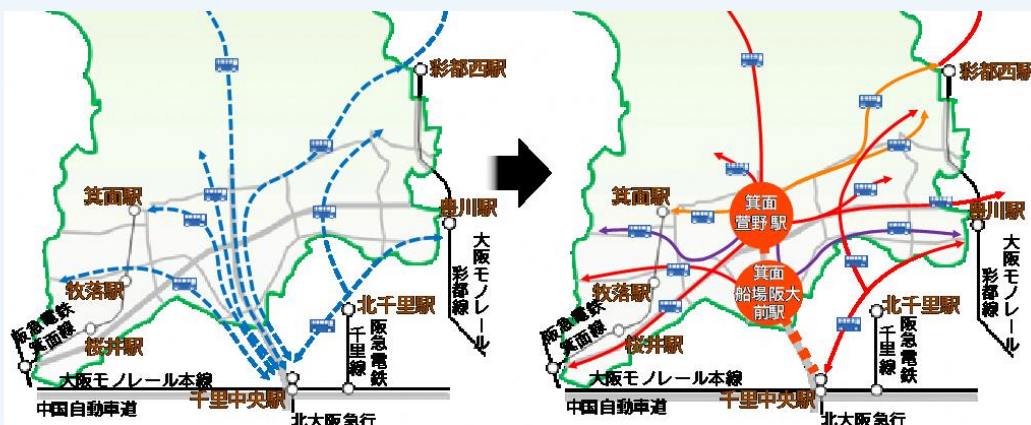 彩都西駅
箕面駅
豊川駅
牧落駅
北千里駅
大阪モノレール
彩都線
阪急電鉄
箕面線
桜井駅
阪急電鉄
千里線
大阪モノレール本線
千里中央駅
中国自動車道
北大阪急行
彩都西駅
箕面
萱野駅
箕面駅
豊川駅
箕面
船場阪大
前駅
牧落駅
北千里駅
大阪モノレール
彩都線
阪急電鉄
箕面線
桜井駅
阪急電鉄
千里線
大阪モノレール本線
千里中央駅
中国自動車道
北大阪急行